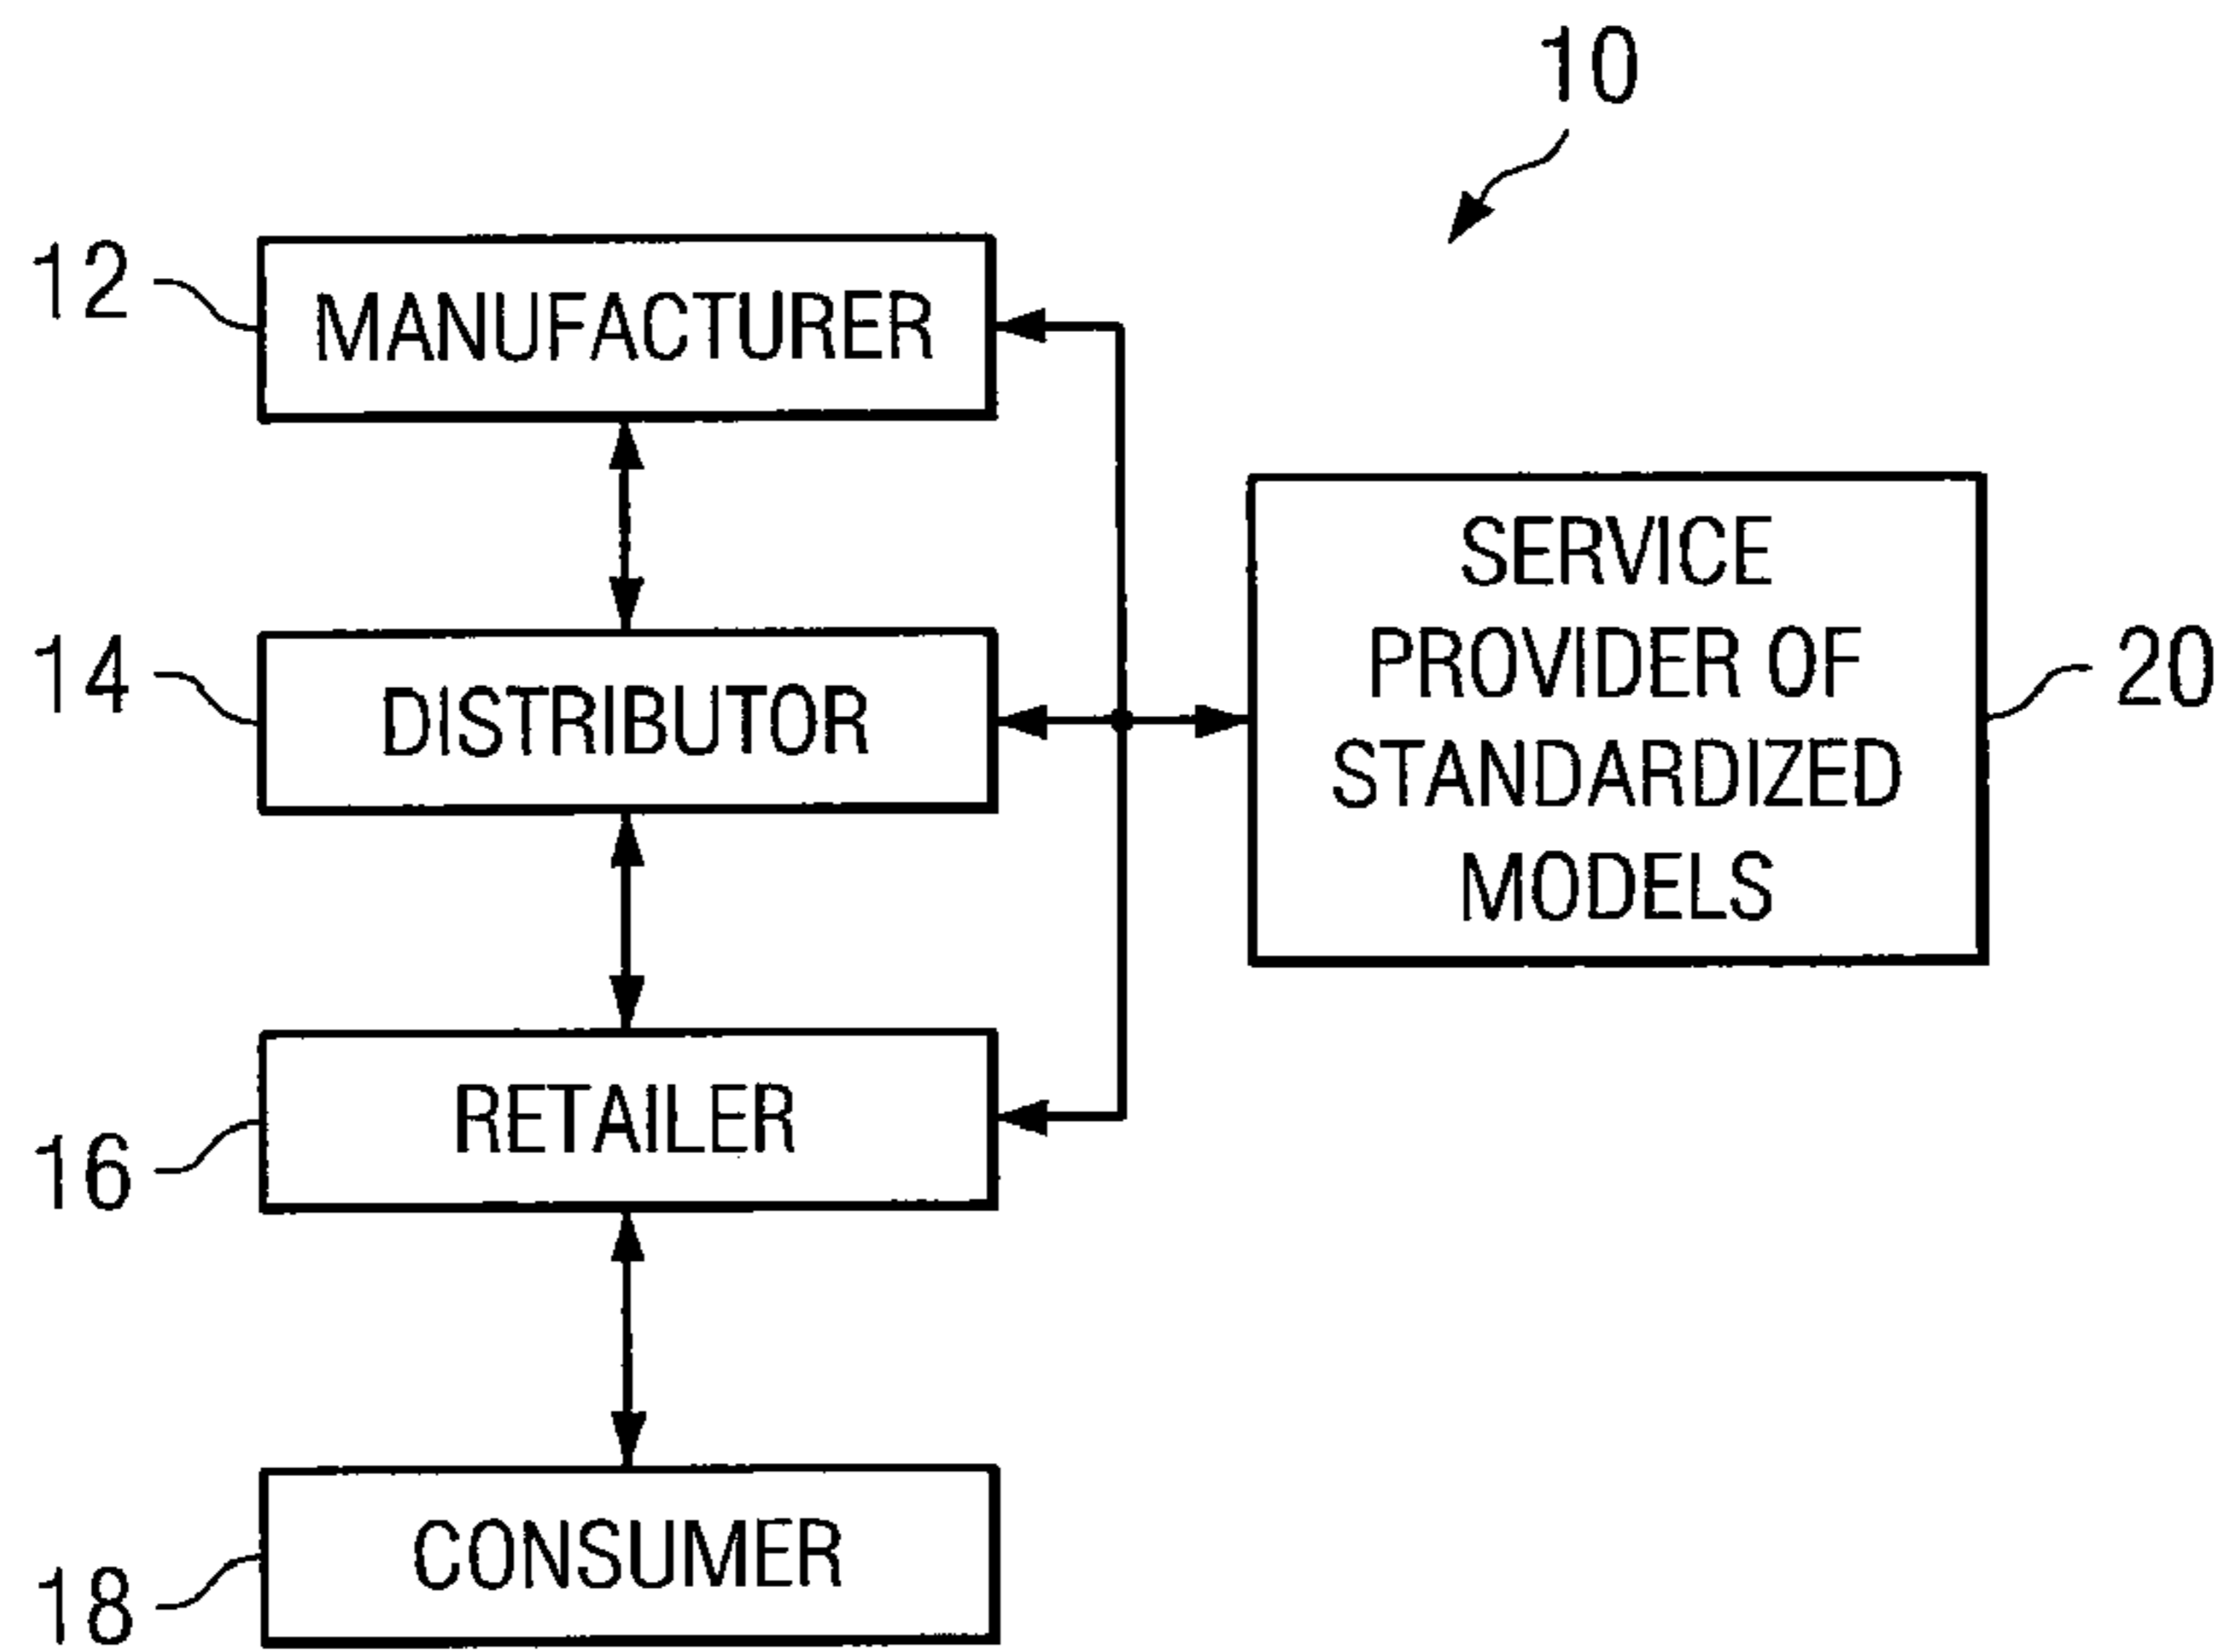 10
12
MANUFACTURER
14
DISTRIBUTOR
SERVICE
PROVIDER OF
STANDARDIZED
MODELS
20
16
RETAILER
18
CONSUMER